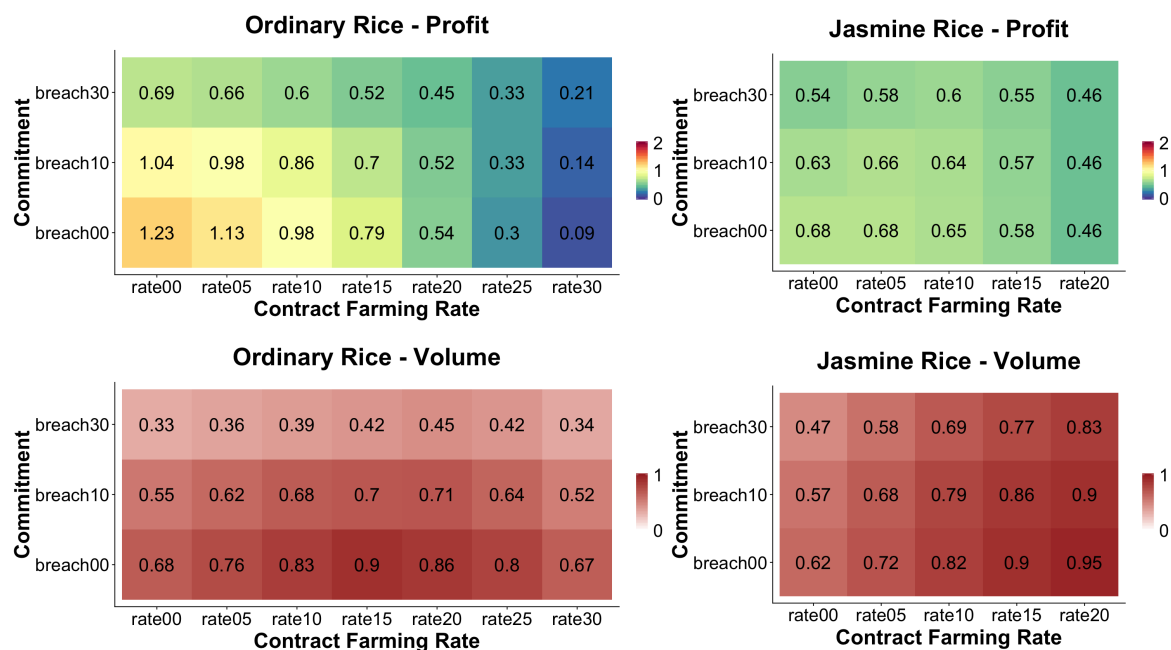 Ordinary Rice - Profit
Commitment
breach30 0.69 0.66 0.6 0.52 0.45 0.33 0.21
breach10 1.04 0.98 0.86 0.7 0.52 0.33 0.14
breach00 1.23 1.13 0.98 0.79 0.54 0.3 0.09
rate00 rate05 rate10 rate15 rate20 rate25 rate30
Contract Farming Rate
2
1
0
Jasmine Rice - Profit
Commitment
breach30 0.54 0.58 0.6 0.55 0.46
breach10 0.63 0.66 0.64 0.57 0.46
breach00 0.68 0.68 0.65 0.58 0.46
rate00 rate05 rate10 rate15 rate20
Contract Farming Rate
2
1
0
Ordinary Rice - Volume
Commitment
breach30 0.33 0.36 0.39 0.42 0.45 0.42 0.34
breach10 0.55 0.62 0.68 0.7 0.71 0.64 0.52
breach00 0.68 0.76 0.83 0.9 0.86 0.8 0.67
rate00 rate05 rate10 rate15 rate20 rate25 rate30
Contract Farming Rate
1
0
Jasmine Rice - Volume
Commitment
breach30 0.47 0.58 0.69 0.77 0.83
breach10 0.57 0.68 0.79 0.86 0.9
breach00 0.62 0.72 0.82 0.9 0.95
rate00 rate05 rate10 rate15 rate20
Contract Farming Rate
1
0